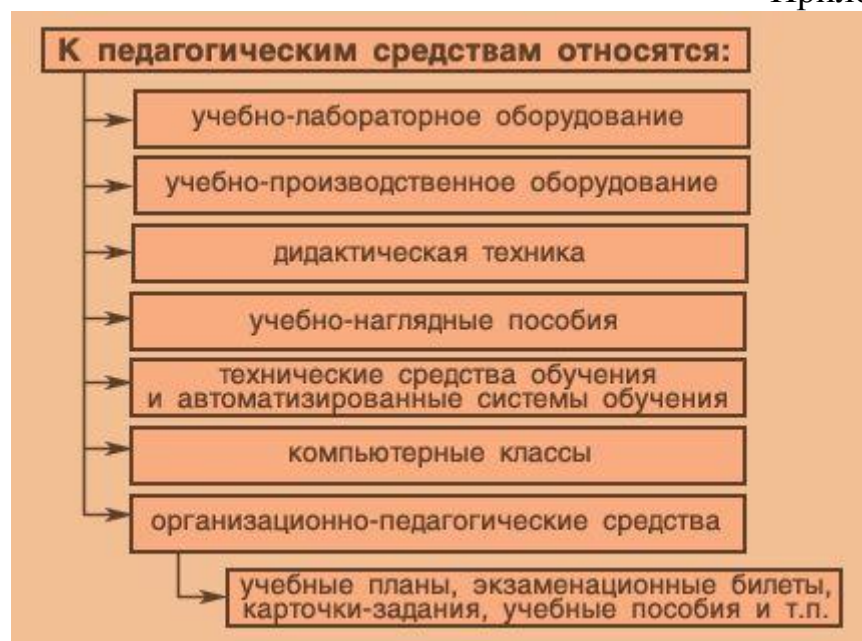 К педагогическим средствам относятся:
учебно-лабораторное оборудование
учебно-производственное оборудование
дидактическая техника
учебно-наглядные пособия
технические средства обучения
и автоматизированные системы обучения
компьютерные классы
организационно-педагогические средства
учебные планы, экзаменационные билеты,
карточки-задания, учебные пособия и т.п.